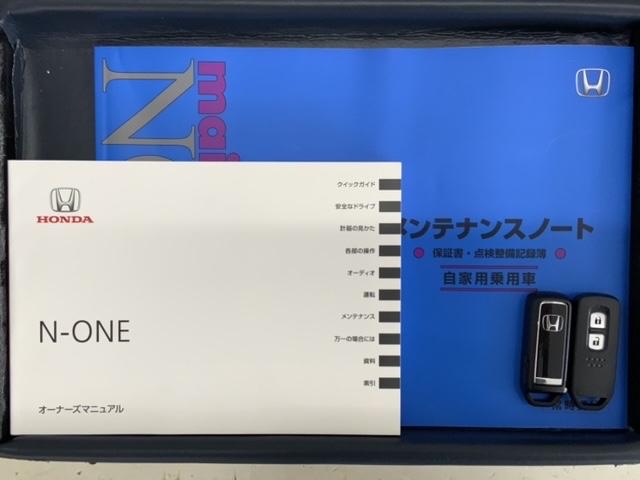 HONDA
N-ONE
オーナーズマニュアル
クイックガイド
安全なドライブ
計器の見かた
各部の操作
オーディオ
運転
メンテナンス
万一の場合には
資料
索引
mai
No
メンテナンスノート
保証書・点検整備記録簿
自家用乗用車